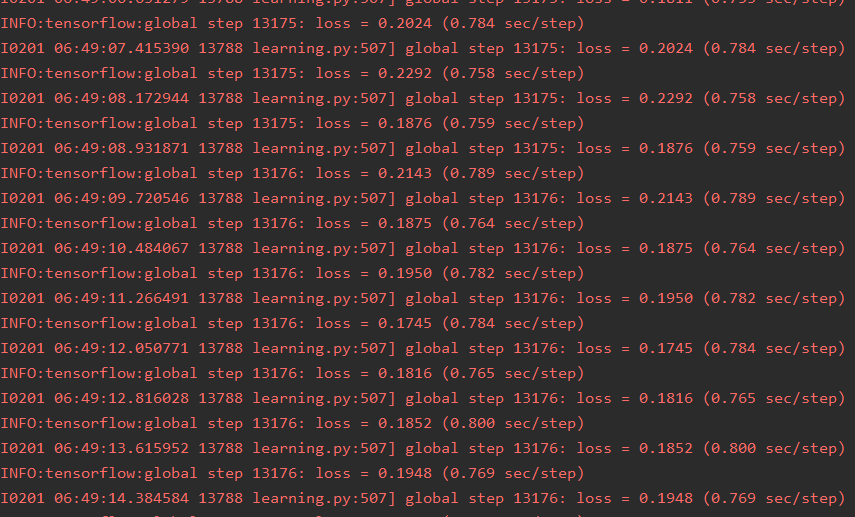 INFO:tensorflow:global step 13175: loss = 0.2024 (0.784 sec/step)
I0201 06:49:07.415390 13788 learning.py:507] global step 13175: loss = 0.2024 (0.784 sec/step)
INFO:tensorflow:global step 13175: loss = 0.2292 (0.758 sec/step)
I0201 06:49:08.172944 13788 learning.py:507] global step 13175: loss = 0.2292 (0.758 sec/step)
INFO:tensorflow:global step 13175: loss = 0.1876 (0.759 sec/step)
I0201 06:49:08.931871 13788 learning.py:507] global step 13175: loss = 0.1876 (0.759 sec/step)
INFO:tensorflow:global step 13176: loss = 0.2143 (0.789 sec/step)
I0201 06:49:09.720546 13788 learning.py:507] global step 13176: loss = 0.2143 (0.789 sec/step)
INFO:tensorflow:global step 13176: loss = 0.1875 (0.764 sec/step)
I0201 06:49:10.484067 13788 learning.py:507] global step 13176: loss = 0.1875 (0.764 sec/step)
INFO:tensorflow:global step 13176: loss = 0.1950 (0.782 sec/step)
I0201 06:49:11.266491 13788 learning.py:507] global step 13176: loss = 0.1950 (0.782 sec/step)
INFO:tensorflow:global step 13176: loss = 0.1745 (0.784 sec/step)
I0201 06:49:12.050771 13788 learning.py:507] global step 13176: loss = 0.1745 (0.784 sec/step)
INFO:tensorflow:global step 13176: loss = 0.1816 (0.765 sec/step)
I0201 06:49:12.816028 13788 learning.py:507] global step 13176: loss = 0.1816 (0.765 sec/step)
INFO:tensorflow:global step 13176: loss = 0.1852 (0.800 sec/step)
I0201 06:49:13.615952 13788 learning.py:507] global step 13176: loss = 0.1852 (0.800 sec/step)
INFO:tensorflow:global step 13176: loss = 0.1948 (0.769 sec/step)
I0201 06:49:14.384584 13788 learning.py:507] global step 13176: loss = 0.1948 (0.769 sec/step)